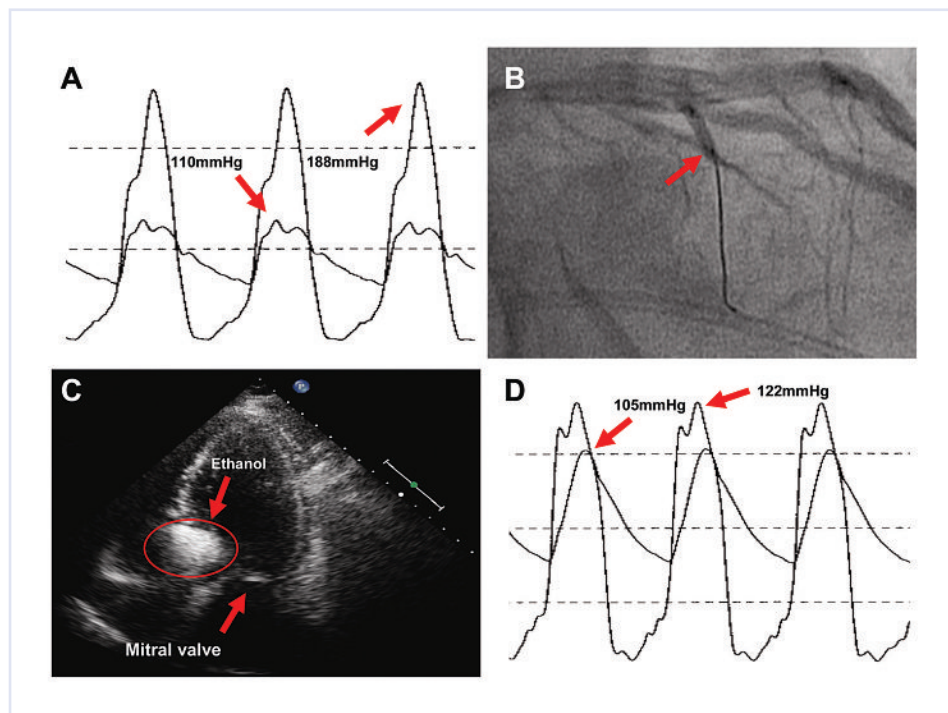 A
110mmHg
188mmHg
B
C
P
Ethanol
Mitral valve
D
105mmHg
122mmHg